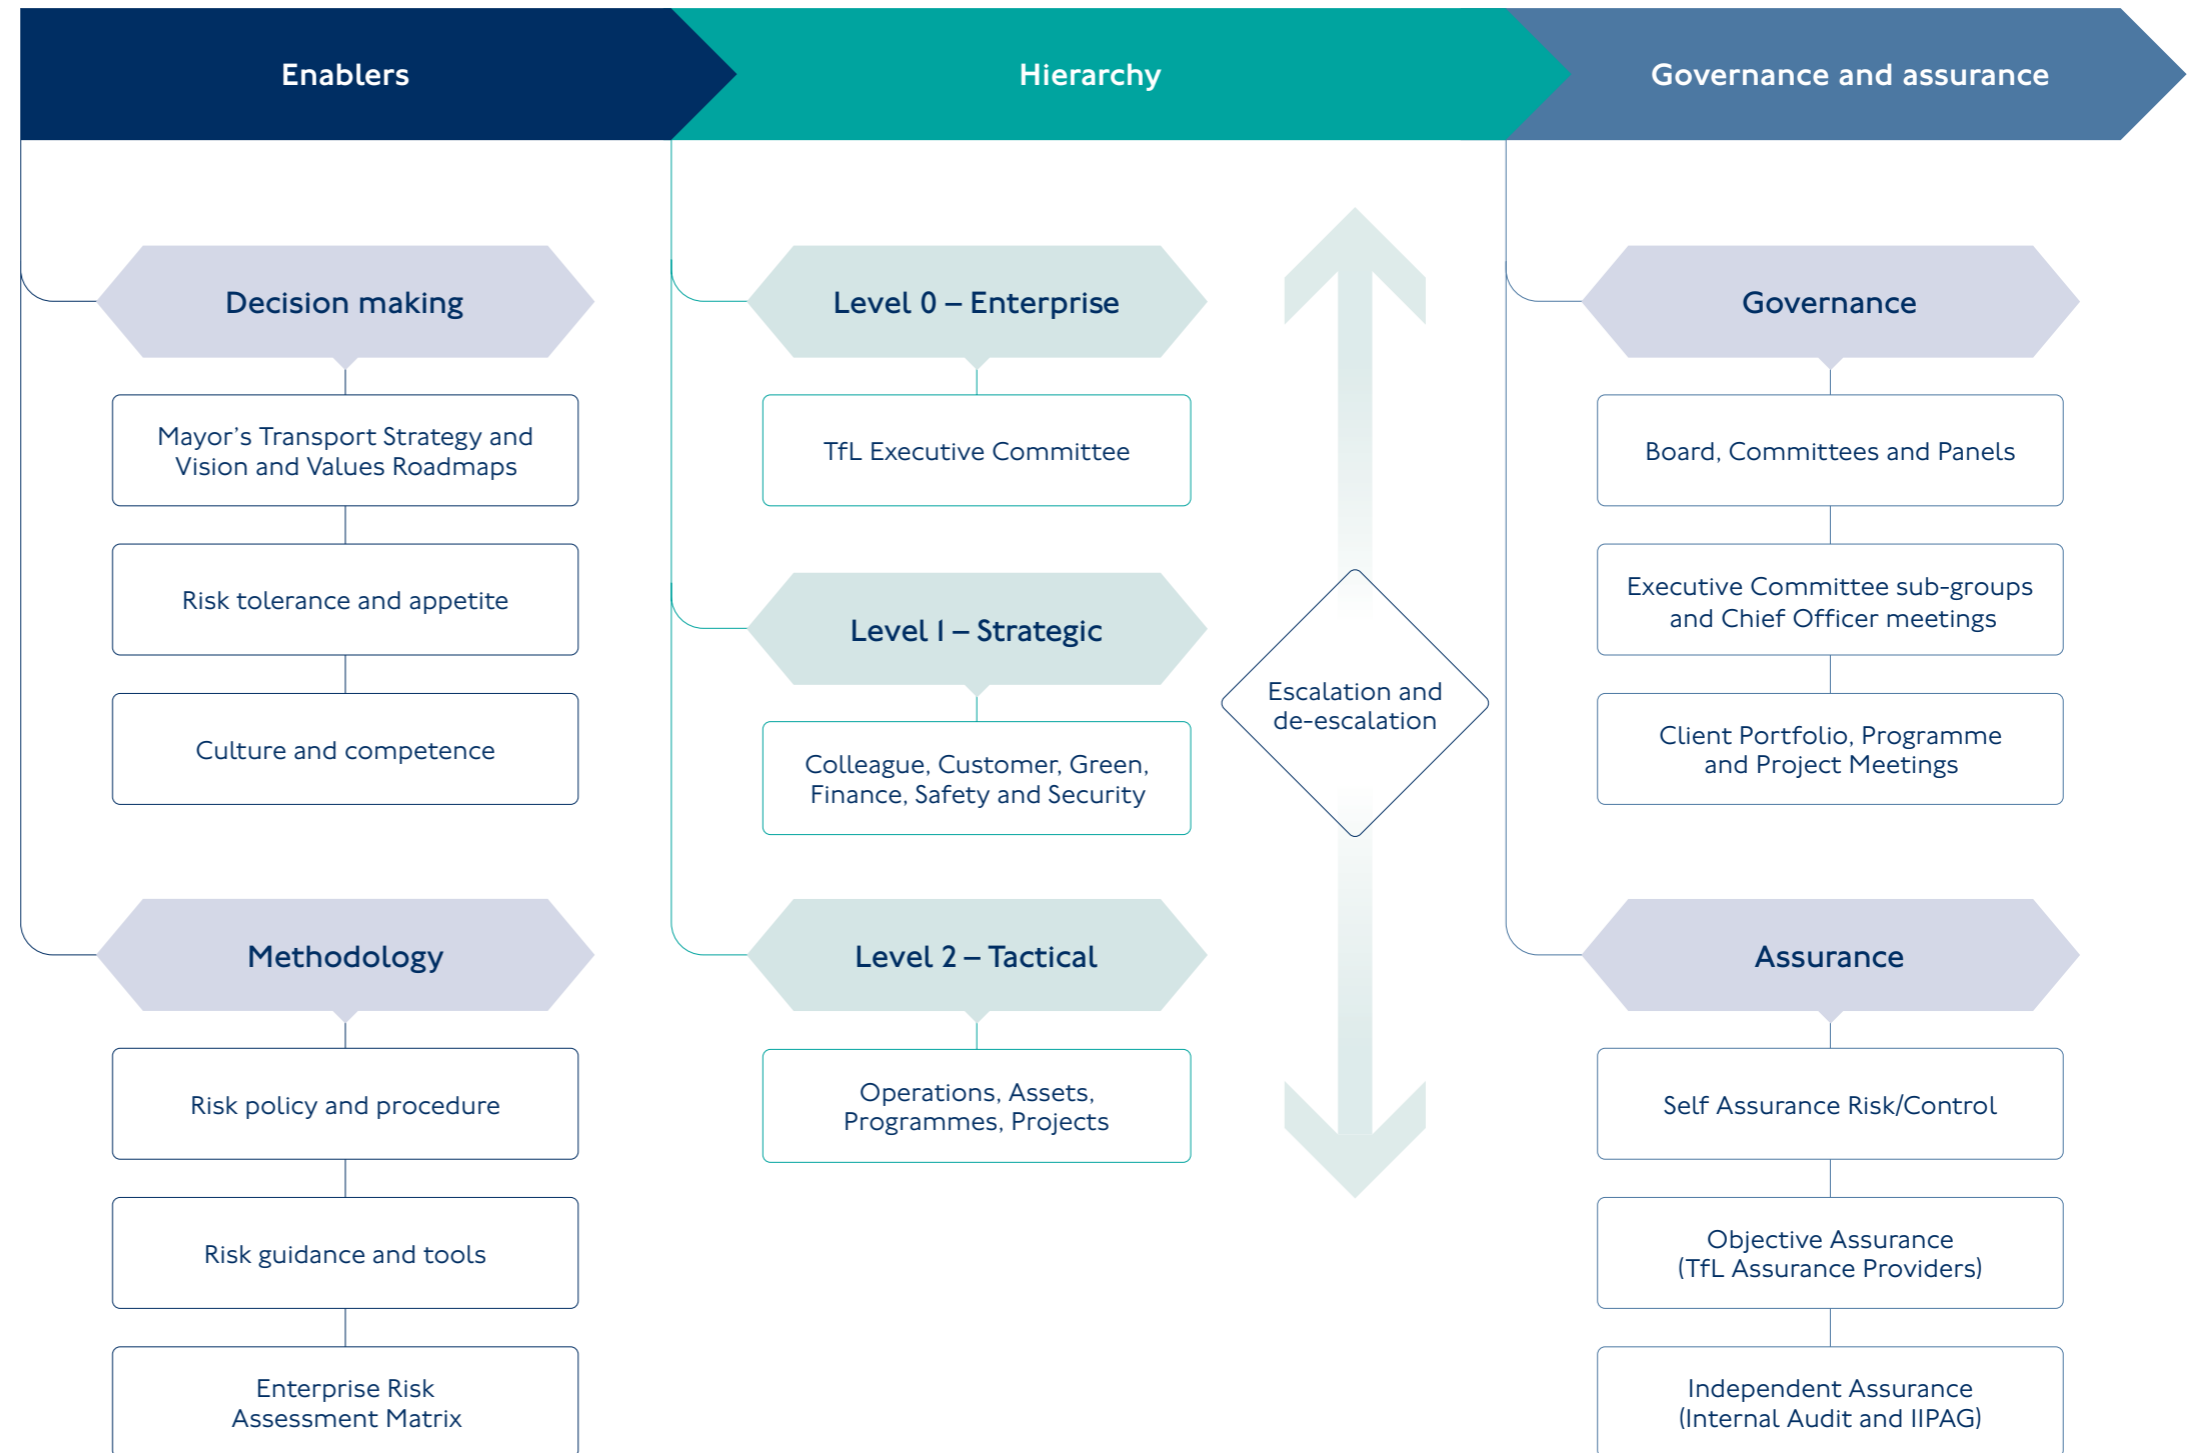 Enablers
Hierarchy
Governance and assurance
Decision making
Mayor’s Transport Strategy and
Vision and Values Roadmaps
Risk tolerance and appetite
Culture and competence
Methodology
Risk policy and procedure
Risk guidance and tools
Enterprise Risk
Assessment Matrix
Level 0 – Enterprise
TfL Executive Committee
Level 1 – Strategic
Colleague, Customer, Green,
Finance, Safety and Security
Level 2 – Tactical
Operations, Assets,
Programmes, Projects
Escalation and
de-escalation
Governance
Board, Committees and Panels
Executive Committee sub-groups
and Chief Officer meetings
Client Portfolio, Programme
and Project Meetings
Assurance
Self Assurance Risk/Control
Objective Assurance
(TfL Assurance Providers)
Independent Assurance
(Internal Audit and IIPAG)